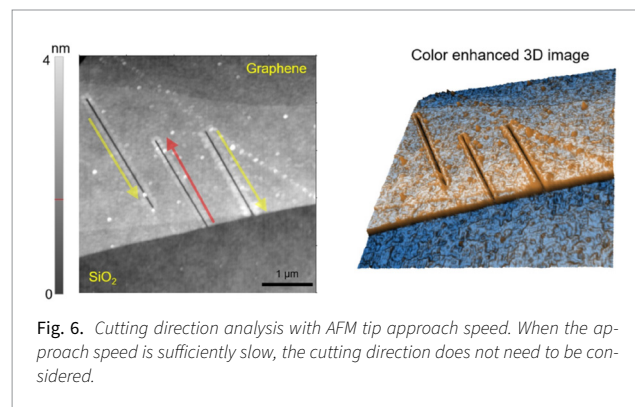 nm
4
0
Graphene
SiO₂
1 μm
Color enhanced 3D image
Fig. 6. Cutting direction analysis with AFM tip approach speed. When the ap-
proach speed is sufficiently slow, the cutting direction does not need to be con-
sidered.